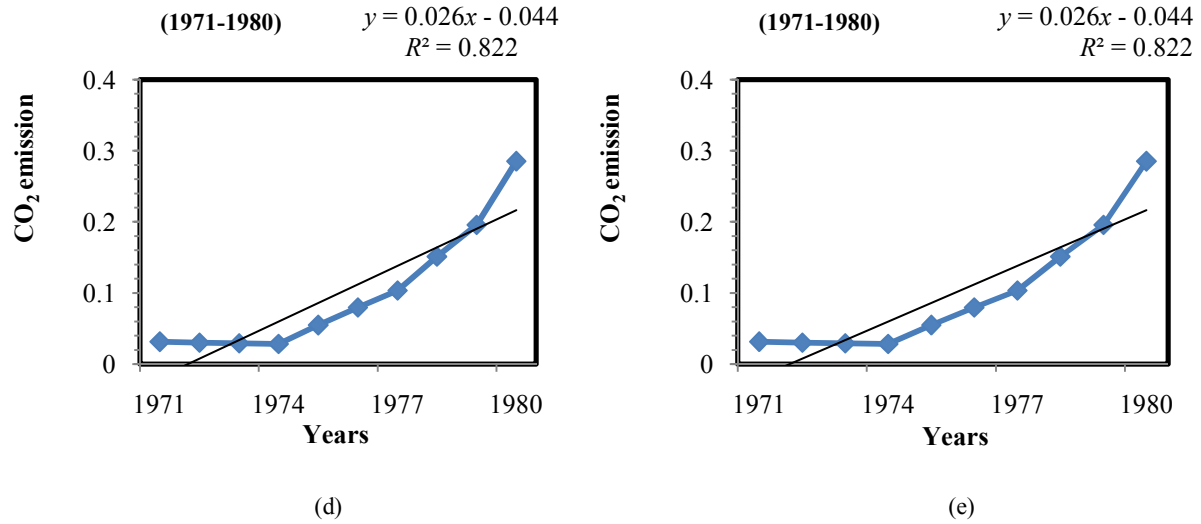 (1971-1980)
y = 0.026x - 0.044
R² = 0.822
0.4
0.3
0.2
0.1
0
CO₂ emission
1971 1974 1977 1980
Years
(d)
(1971-1980)
y = 0.026x - 0.044
R² = 0.822
0.4
0.3
0.2
0.1
0
CO₂ emission
1971 1974 1977 1980
Years
(e)